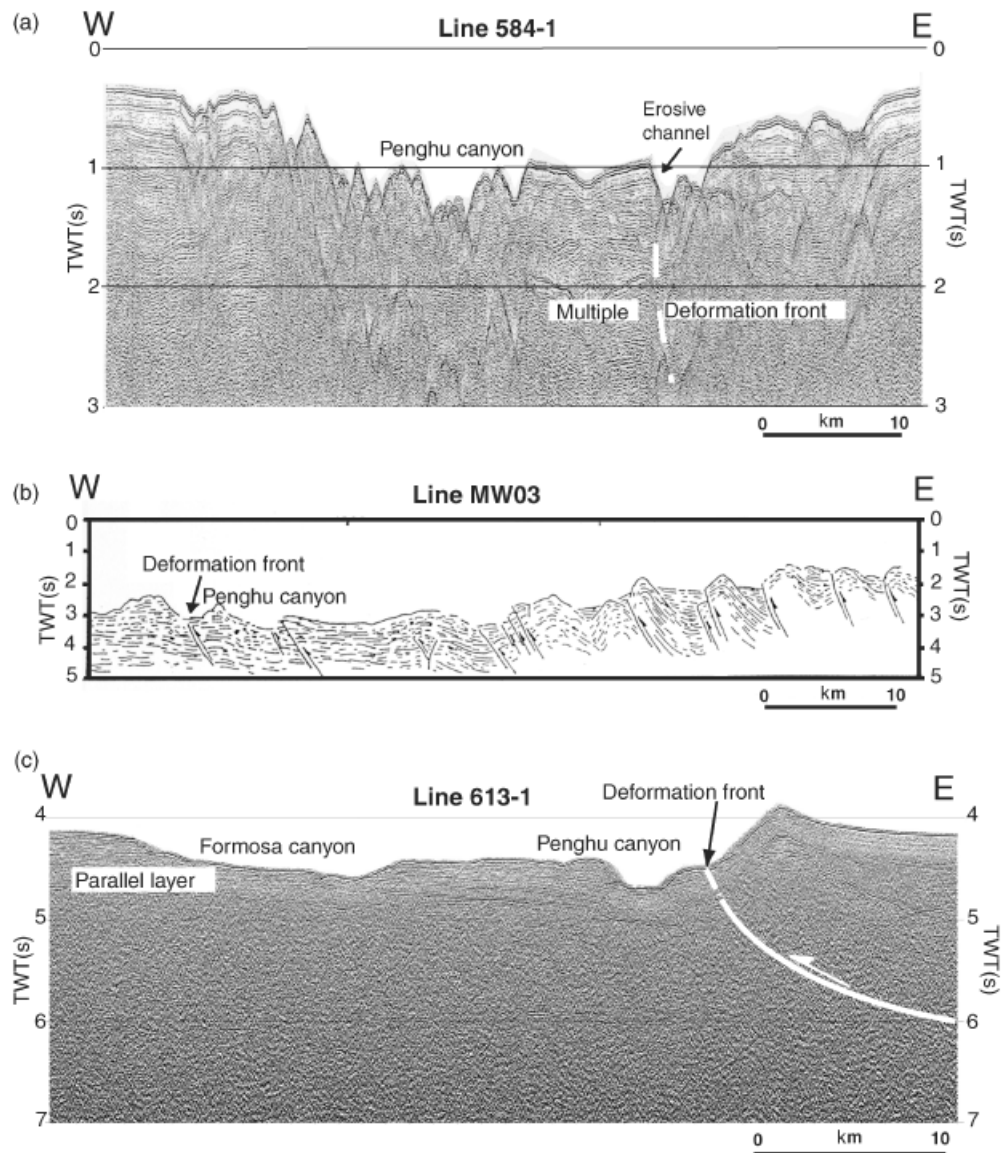 (a)
W
Line 584-1
E
0
0
Erosive
channel
Penghu canyon
1
1
TWT(s)
TWT(s)
2
2
Multiple
Deformation front
3
3
km
0
10
(b)
W
Line MW03
E
0
0
1
1
Deformation front
2
2
Penghu canyon
TWT(s)
TWT(s)
3
3
4
4
5
5
km
0
10
(c)
W
Line 613-1
Deformation front
E
4
4
Formosa canyon
Penghu canyon
Parallel layer
5
5
TWT(s)
TWT(s)
6
6
7
7
0
km
10